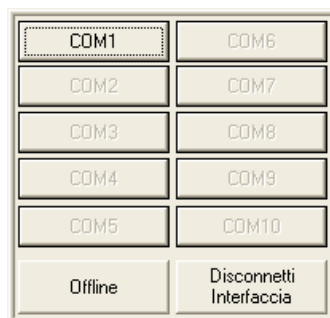 COM1 COM6
COM2 COM7
COM3 COM8
COM4 COM9
COM5 COM10
Offline Disconnetti
Interfaccia